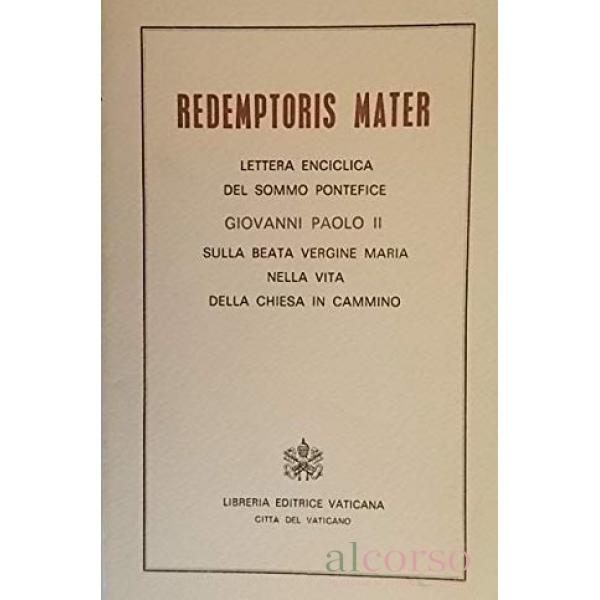 REDEMPTORIS MATER
LETTERA ENCICLICA
DEL SOMMO PONTEFICE
GIOVANNI PAOLO II
SULLA BEATA VERGINE MARIA
NELLA VITA
DELLA CHIESA IN CAMMINO
LIBRERIA EDITRICE VATICANA
CITTÀ DEL VATICANO
alcorso